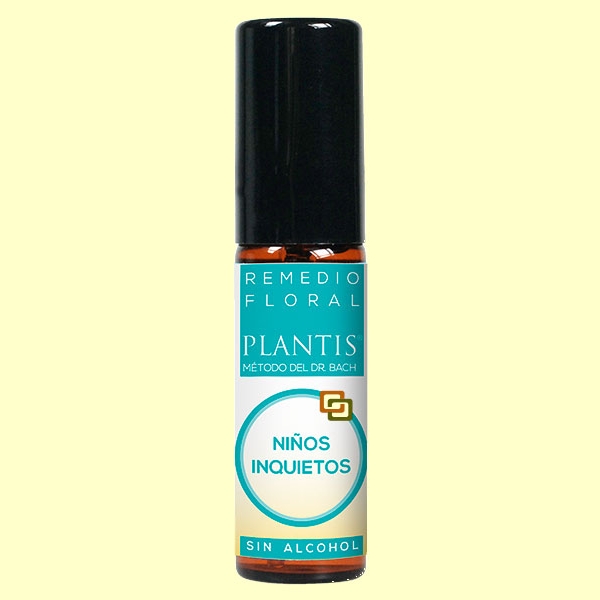 REMEDIO
FLORAL
PLANTIS®
MÉTODO DEL DR. BACH
NIÑOS
INQUIETOS
SIN ALCOHOL